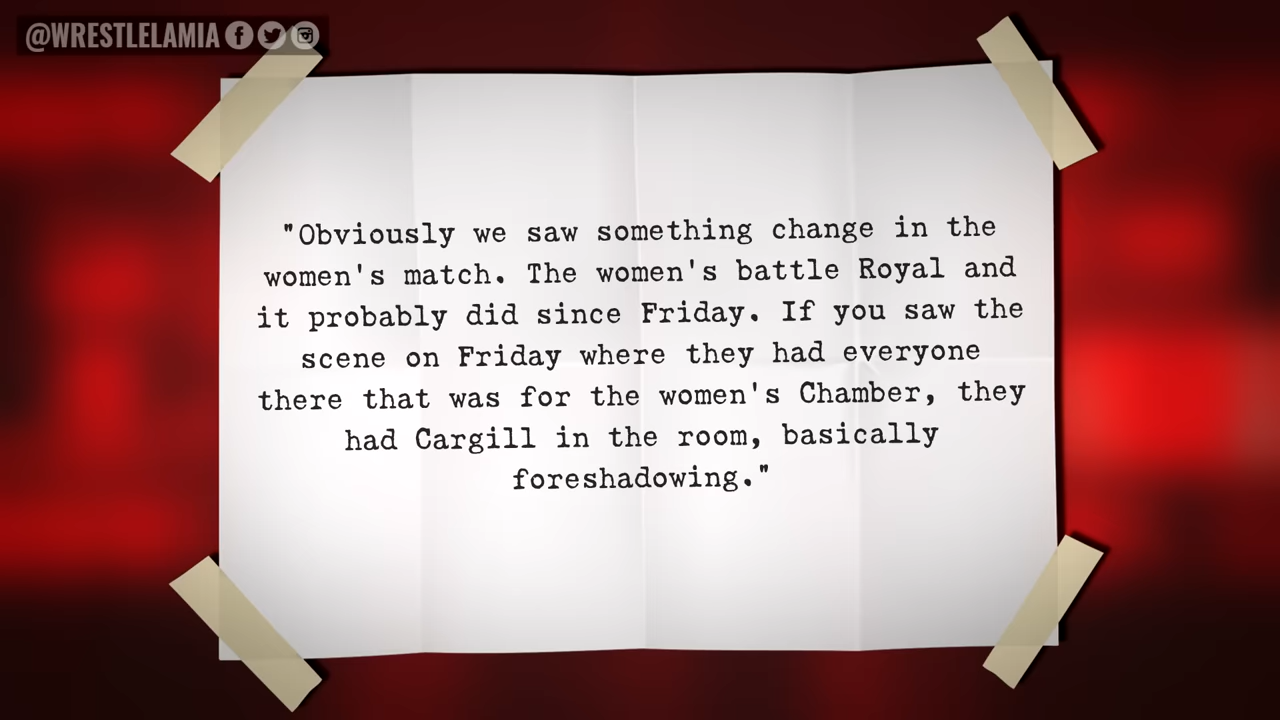 @WRESTLELAMIA
"Obviously we saw something change in the
women's match. The women's battle Royal and
it probably did since Friday. If you saw the
scene on Friday where they had everyone
there that was for the women's Chamber, they
had Cargill in the room, basically
foreshadowing."